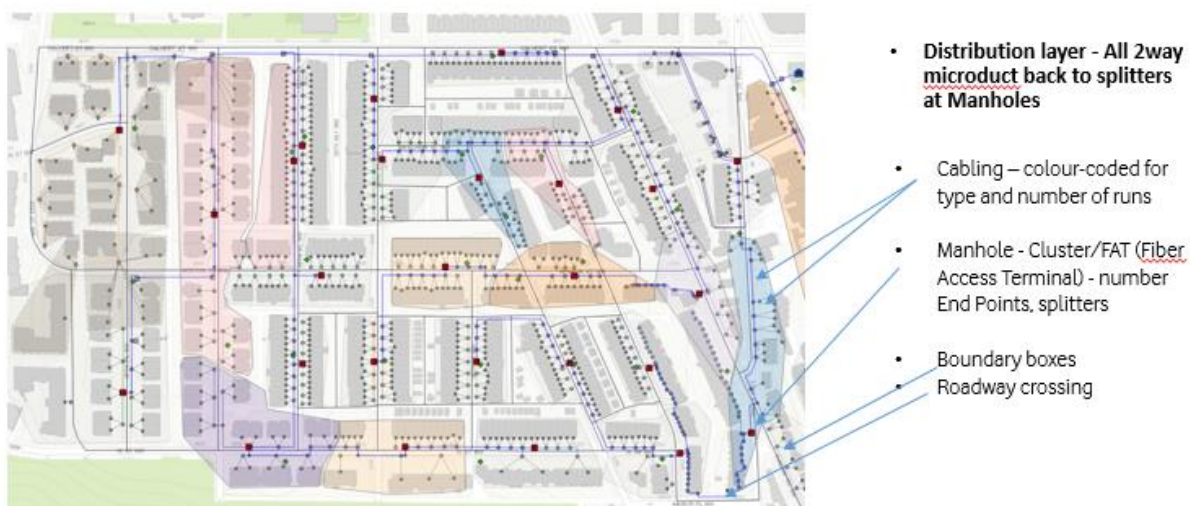 • Distribution layer - All 2way
microduct back to splitters
at Manholes
• Cabling – colour-coded for
type and number of runs
• Manhole - Cluster/FAT (Fiber
Access Terminal) - number
End Points, splitters
• Boundary boxes
• Roadway crossing